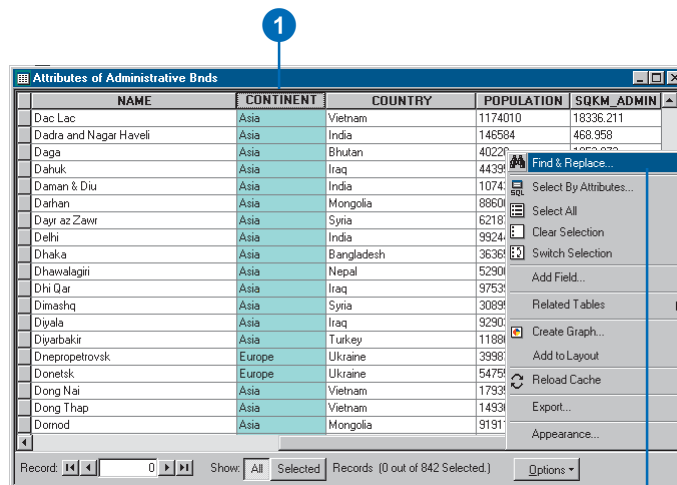 1
Attributes of Administrative Bnds
NAME CONTINENT COUNTRY POPULATION SQKM_ADMIN
Dac Lac Asia Vietnam 1174010 18336.211
Dadra and Nagar Haveli Asia India 146584 468.958
Daga Asia Bhutan
Dahuk Asia Iraq
Daman & Diu Asia India
Darhan Asia Mongolia
Dayr az Zawr Asia Syria
Delhi Asia India
Dhaka Asia Bangladesh
Dhawalagiri Asia Nepal
Dhi Qar Asia Iraq
Dimashq Asia Syria
Diyala Asia Iraq
Diyarbakir Asia Turkey
Dnepropetrovsk Europe Ukraine
Donetsk Europe Ukraine
Dong Nai Asia Vietnam
Dong Thap Asia Vietnam
Dornod Asia Mongolia
Find & Replace...
SQL Select By Attributes...
Select All
Clear Selection
Switch Selection
Add Field...
Related Tables
Create Graph...
Add to Layout
Reload Cache
Export...
Appearance...
Record: 0 Show: All Selected Records (0 out of 842 Selected.) Options